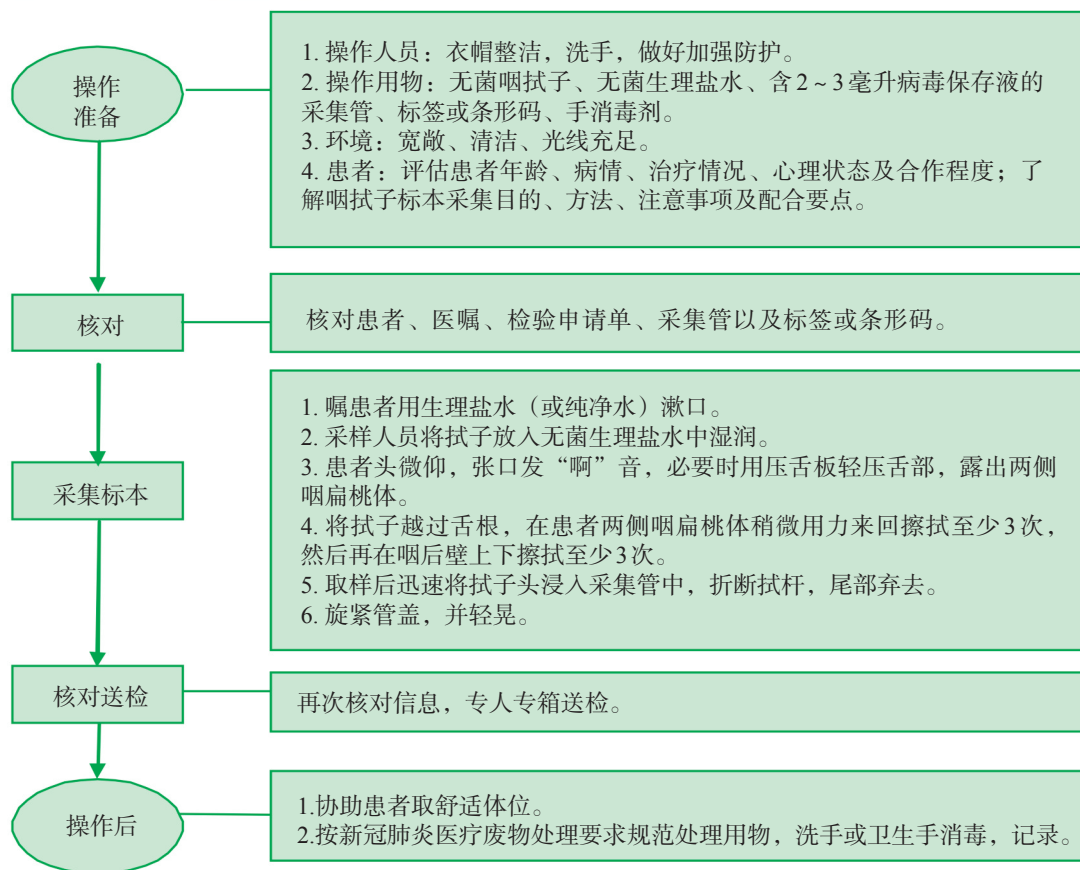 操作
准备
1. 操作人员：衣帽整洁，洗手，做好加强防护。
2. 操作用物：无菌咽拭子、无菌生理盐水、含2~3毫升病毒保存液的
采集管、标签或条形码、手消毒剂。
3. 环境：宽敞、清洁、光线充足。
4. 患者：评估患者年龄、病情、治疗情况、心理状态及合作程度；了
解咽拭子标本采集目的、方法、注意事项及配合要点。
核对
核对患者、医嘱、检验申请单、采集管以及标签或条形码。
采集标本
1. 嘱患者用生理盐水（或纯净水）漱口。
2. 采样人员将拭子放入无菌生理盐水中湿润。
3. 患者头微仰，张口发“啊”音，必要时用压舌板轻压舌部，露出两侧
咽扁桃体。
4. 将拭子越过舌根，在患者两侧咽扁桃体稍微用力来回擦拭至少3次，
然后再在咽后壁上下擦拭至少3次。
5. 取样后迅速将拭子头浸入采集管中，折断拭杆，尾部弃去。
6. 旋紧管盖，并轻晃。
核对送检
再次核对信息，专人专箱送检。
操作后
1.协助患者取舒适体位。
2.按新冠肺炎医疗废物处理要求规范处理用物，洗手或卫生手消毒，记录。